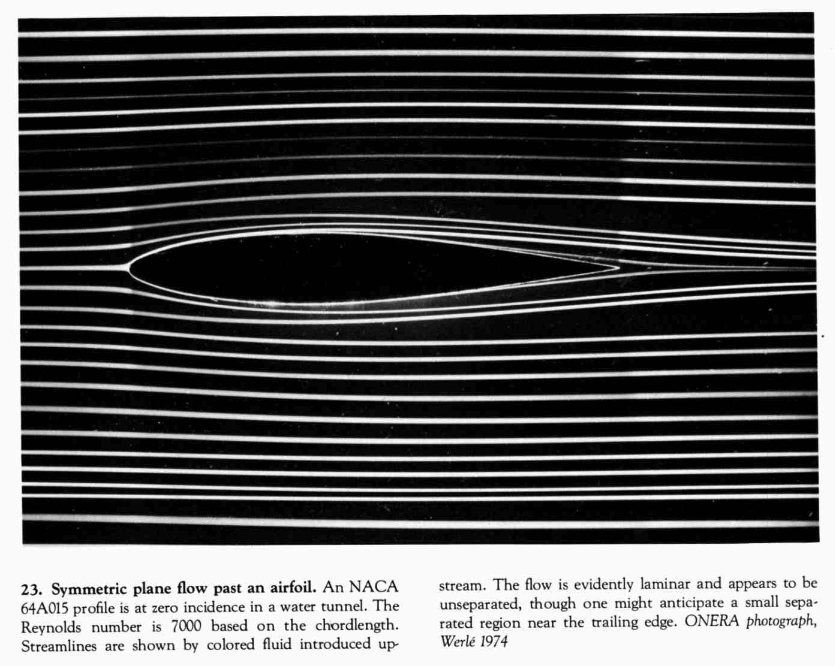 23. Symmetric plane flow past an airfoil. An NACA
64A015 profile is at zero incidence in a water tunnel. The
Reynolds number is 7000 based on the chordlength.
Streamlines are shown by colored fluid introduced up-
stream. The flow is evidently laminar and appears to be
unseparated, though one might anticipate a small sepa-
rated region near the trailing edge. ONERA photograph,
Werlé 1974